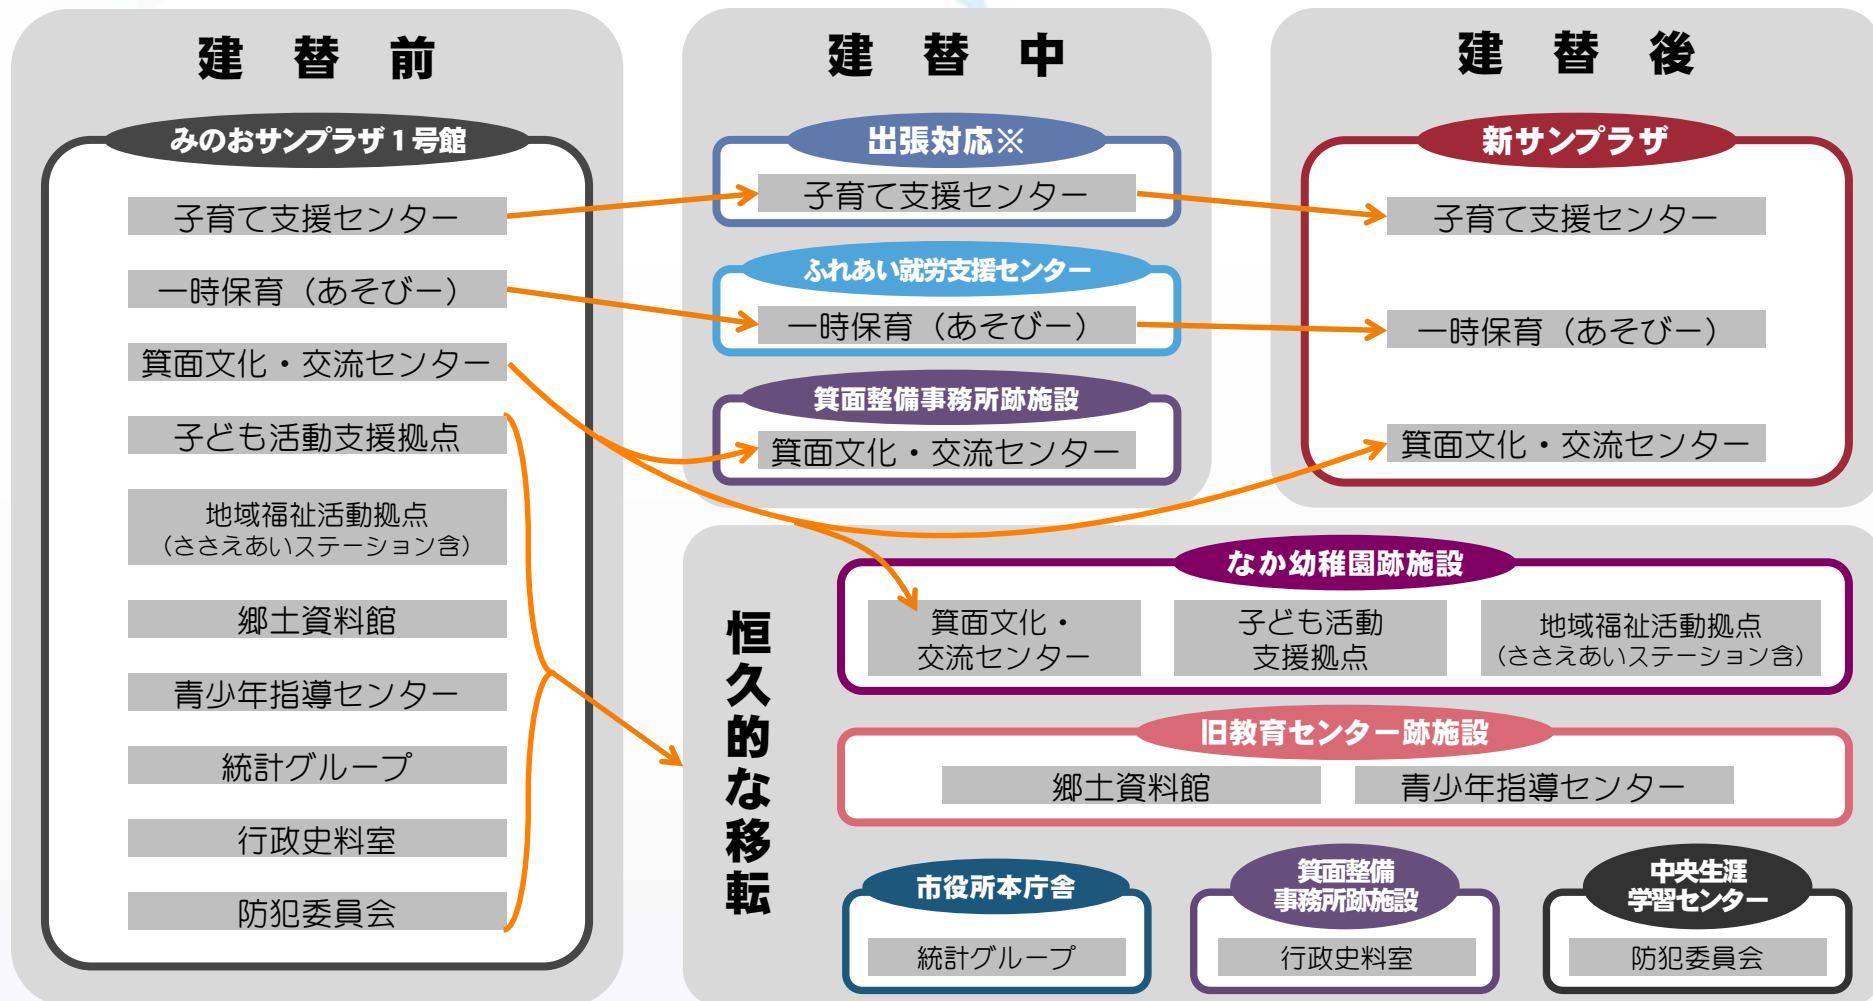 建替前
みのおサンプラザ1号館
子育て支援センター
一時保育（あそびー）
箕面文化・交流センター
子ども活動支援拠点
地域福祉活動拠点
（ささえあいステーション含）
郷土資料館
青少年指導センター
統計グループ
行政史料室
防犯委員会
建替中
出張対応※
子育て支援センター
ふれあい就労支援センター
一時保育（あそびー）
箕面整備事務所跡施設
箕面文化・交流センター
建替後
新サンプラザ
子育て支援センター
一時保育（あそびー）
箕面文化・交流センター
恒久的な移転
なか幼稚園跡施設
箕面文化・
交流センター
子ども活動
支援拠点
地域福祉活動拠点
（ささえあいステーション含）
旧教育センター跡施設
郷土資料館
青少年指導センター
市役所本庁舎
統計グループ
箕面整備
事務所跡施設
行政史料室
中央生涯
学習センター
防犯委員会